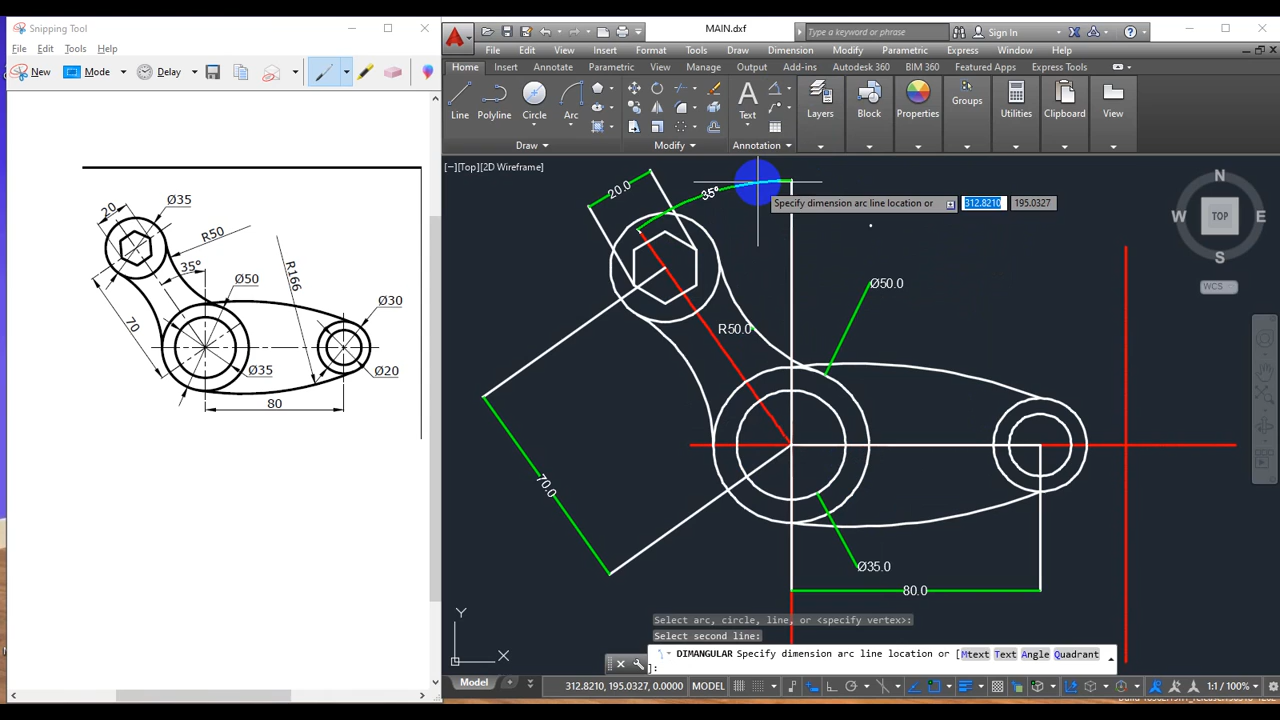 Snipping Tool
File Edit Tools Help
New Mode Delay
20
Ø35
R50
35°
R166
Ø50
Ø30
70
Ø35
Ø20
80
MAIN.dxf
Type a keyword or phrase
Sign In
File Edit View Insert Format Tools Draw Dimension Modify Parametric Express Window Help
Home Insert Annotate Parametric View Manage Output Add-ins Autodesk 360 BIM 360 Featured Apps Express Tools
Line Polyline Circle Arc Text Layers Block Properties Groups Utilities Clipboard View
Draw Modify Annotation
[−][Top][2D Wireframe]
N
W TOP E
S
WCS
20.0
35°
Specify dimension arc line location or 312.8210 195.0327
Ø50.0
R50.0
70.0
Ø35.0
80.0
Y
X
Select arc, circle, line, or <specify vertex>:
Select second line:
DIMANGULAR Specify dimension arc line location or [Mtext Text Angle Quadrant
]:
Model
312.8210, 195.0327, 0.0000 MODEL 1:1 / 100%